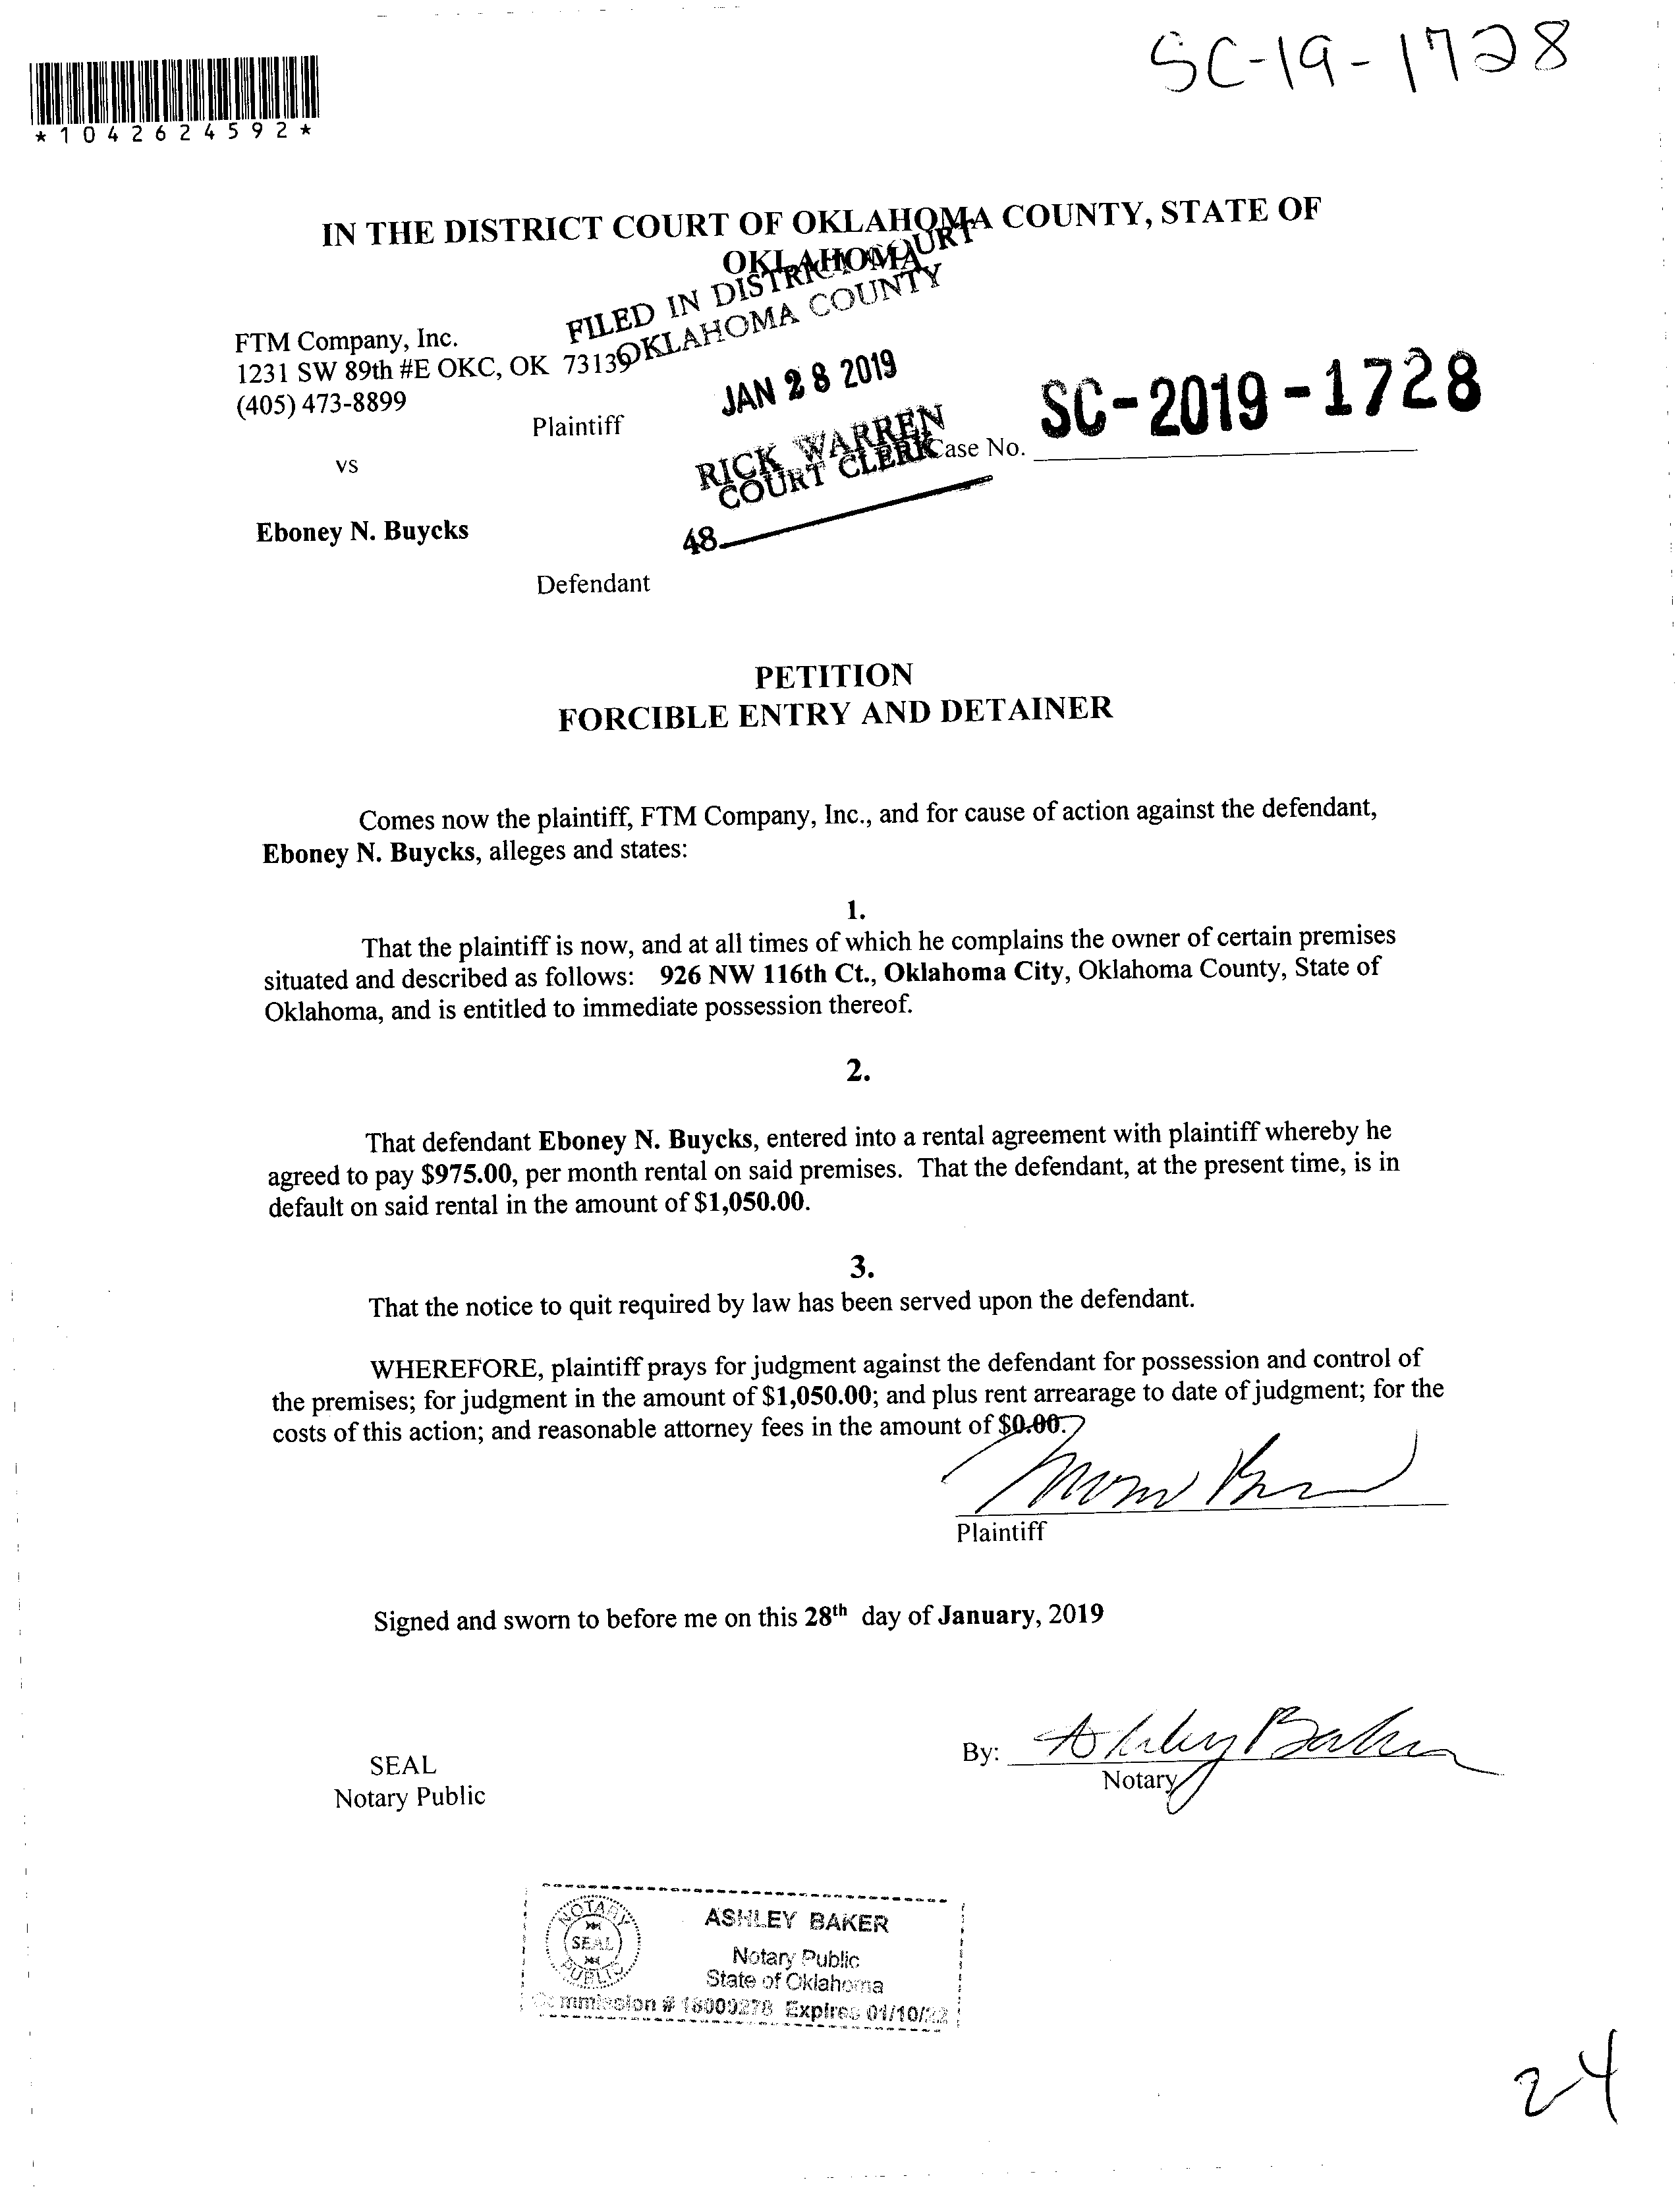 SC-19-1728
*1042624592*
IN THE DISTRICT COURT OF OKLAHOMA COUNTY, STATE OF
OKLAHOMA
FILED IN DISTRICT COURT
OKLAHOMA COUNTY
FTM Company, Inc.
1231 SW 89th #E OKC, OK 73139
(405) 473-8899
JAN 28 2019
SC-2019-1728
Plaintiff
RICK WARREN
COURT CLERK
Case No.
vs
48
Eboney N. Buycks
Defendant
PETITION
FORCIBLE ENTRY AND DETAINER
Comes now the plaintiff, FTM Company, Inc., and for cause of action against the defendant,
Eboney N. Buycks, alleges and states:
1.
That the plaintiff is now, and at all times of which he complains the owner of certain premises
situated and described as follows: 926 NW 116th Ct., Oklahoma City, Oklahoma County, State of
Oklahoma, and is entitled to immediate possession thereof.
2.
That defendant Eboney N. Buycks, entered into a rental agreement with plaintiff whereby he
agreed to pay $975.00, per month rental on said premises. That the defendant, at the present time, is in
default on said rental in the amount of $1,050.00.
3.
That the notice to quit required by law has been served upon the defendant.
WHEREFORE, plaintiff prays for judgment against the defendant for possession and control of
the premises; for judgment in the amount of $1,050.00; and plus rent arrearage to date of judgment; for the
costs of this action; and reasonable attorney fees in the amount of $0.00.
Plaintiff
Signed and sworn to before me on this 28th day of January, 2019
SEAL
Notary Public
By: Ashley Baker
Notary
NOTARY
SEAL
PUBLIC
ASHLEY BAKER
Notary Public
State of Oklahoma
Commission # 18000278 Expires 01/10/22
24